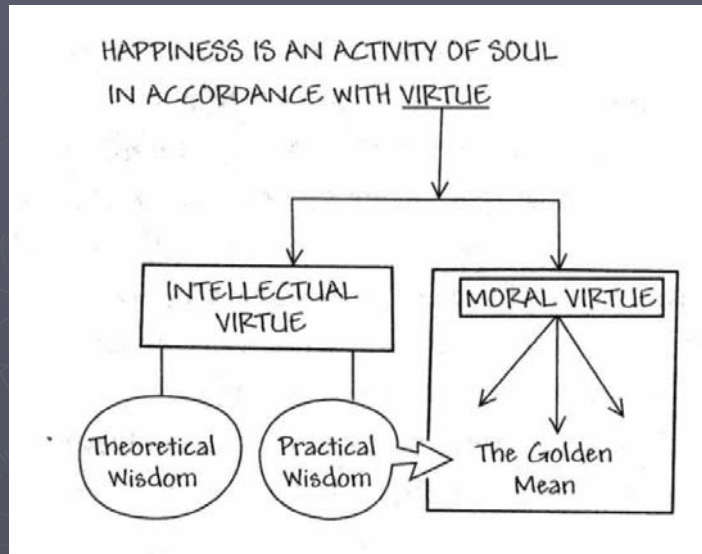 HAPPINESS IS AN ACTIVITY OF SOUL
IN ACCORDANCE WITH VIRTUE
INTELLECTUAL
VIRTUE
MORAL VIRTUE
Theoretical
Wisdom
Practical
Wisdom
The Golden
Mean